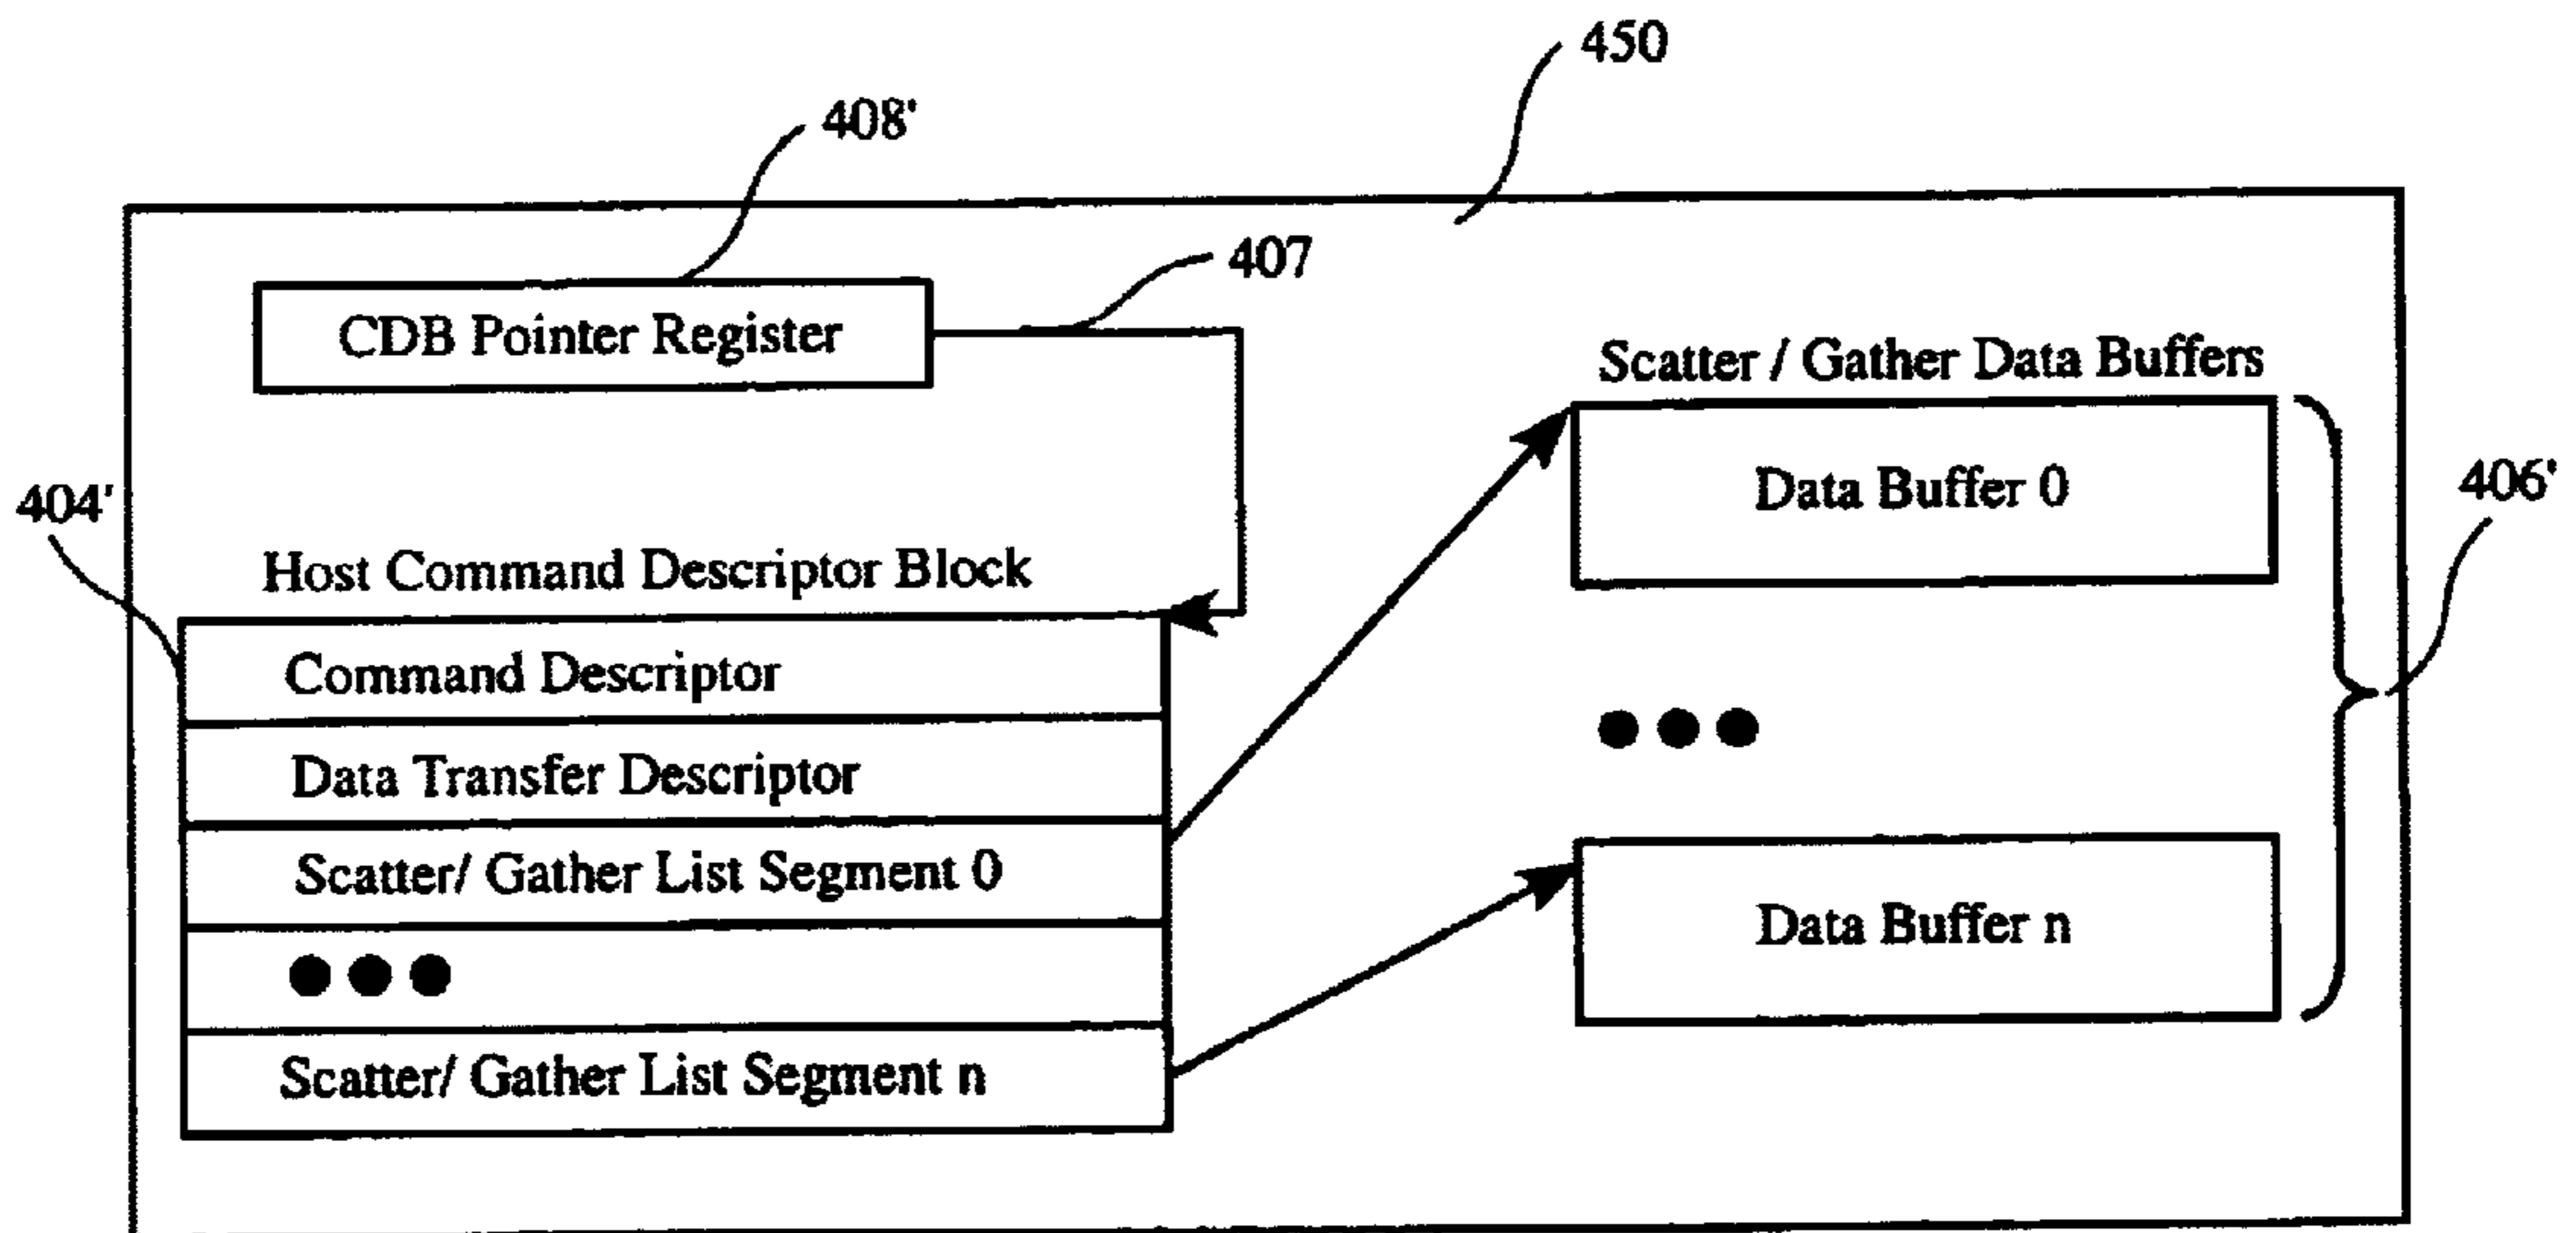 450
408'
407
CDB Pointer Register
Scatter / Gather Data Buffers
Data Buffer 0
406'
404'
Host Command Descriptor Block
Command Descriptor
Data Transfer Descriptor
Scatter/ Gather List Segment 0
Data Buffer n
Scatter/ Gather List Segment n